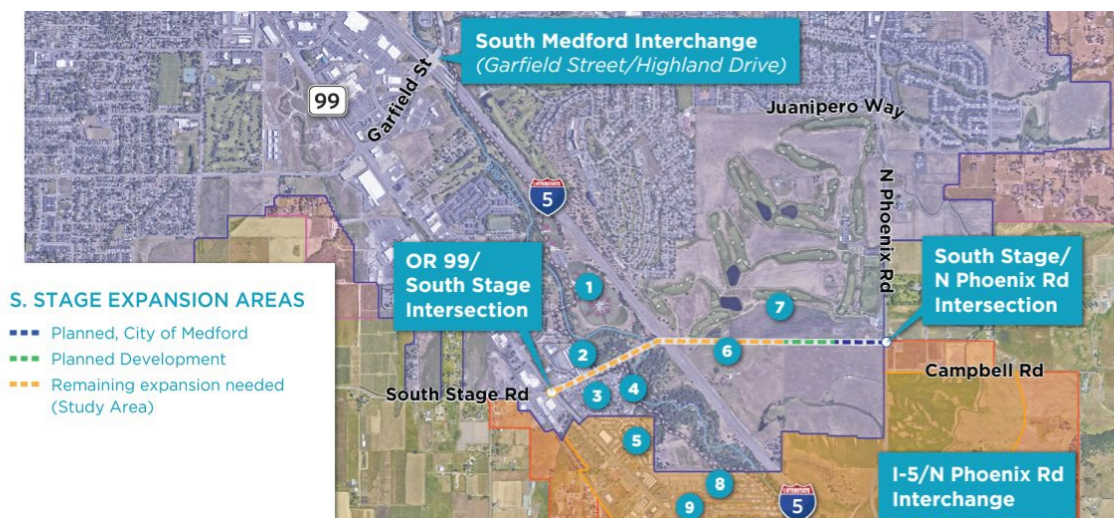 South Medford Interchange
(Garfield Street/Highland Drive)
99
Garfield St
Juanipero Way
INTERSTATE
5
N Phoenix Rd
OR 99/
South Stage
Intersection
South Stage/
N Phoenix Rd
Intersection
S. STAGE EXPANSION AREAS
Planned, City of Medford
Planned Development
Remaining expansion needed
(Study Area)
1
7
2
6
South Stage Rd
3
4
Campbell Rd
5
8
9
INTERSTATE
5
I-5/N Phoenix Rd
Interchange